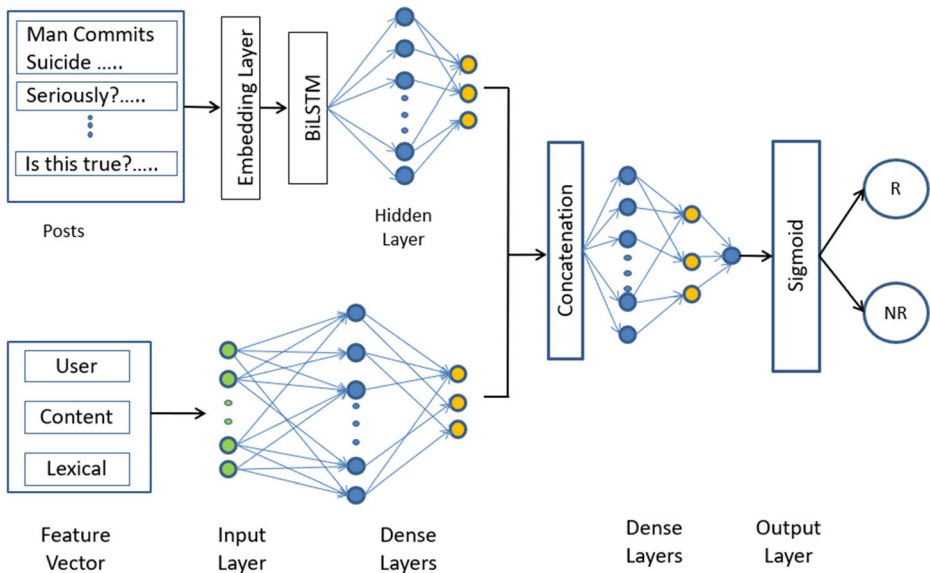 Man Commits
Suicide .....
Seriously?.....
Is this true?.....
Posts
Embedding Layer
BiLSTM
Hidden
Layer
Concatenation
Sigmoid
R
NR
User
Content
Lexical
Feature
Vector
Input
Layer
Dense
Layers
Dense
Layers
Output
Layer